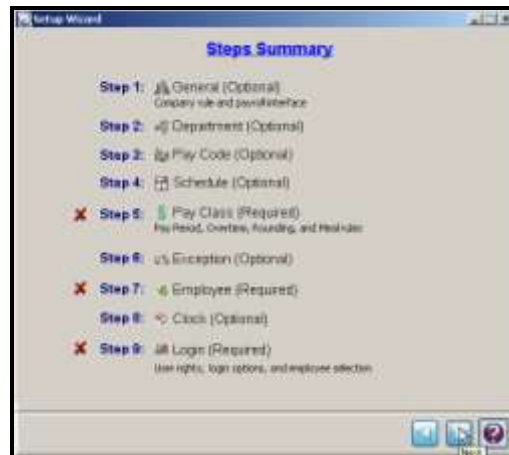 Setup Wizard
Steps Summary
Step 1: General (Optional)
Company rule and payroll interface
Step 2: Department (Optional)
Step 3: Pay Code (Optional)
Step 4: Schedule (Optional)
Step 5: Pay Class (Required)
Pay Period, Overtime, Rounding, and Meal rules
Step 6: Exception (Optional)
Step 7: Employee (Required)
Step 8: Clock (Optional)
Step 9: Login (Required)
User rights, login options, and employee selection
Next